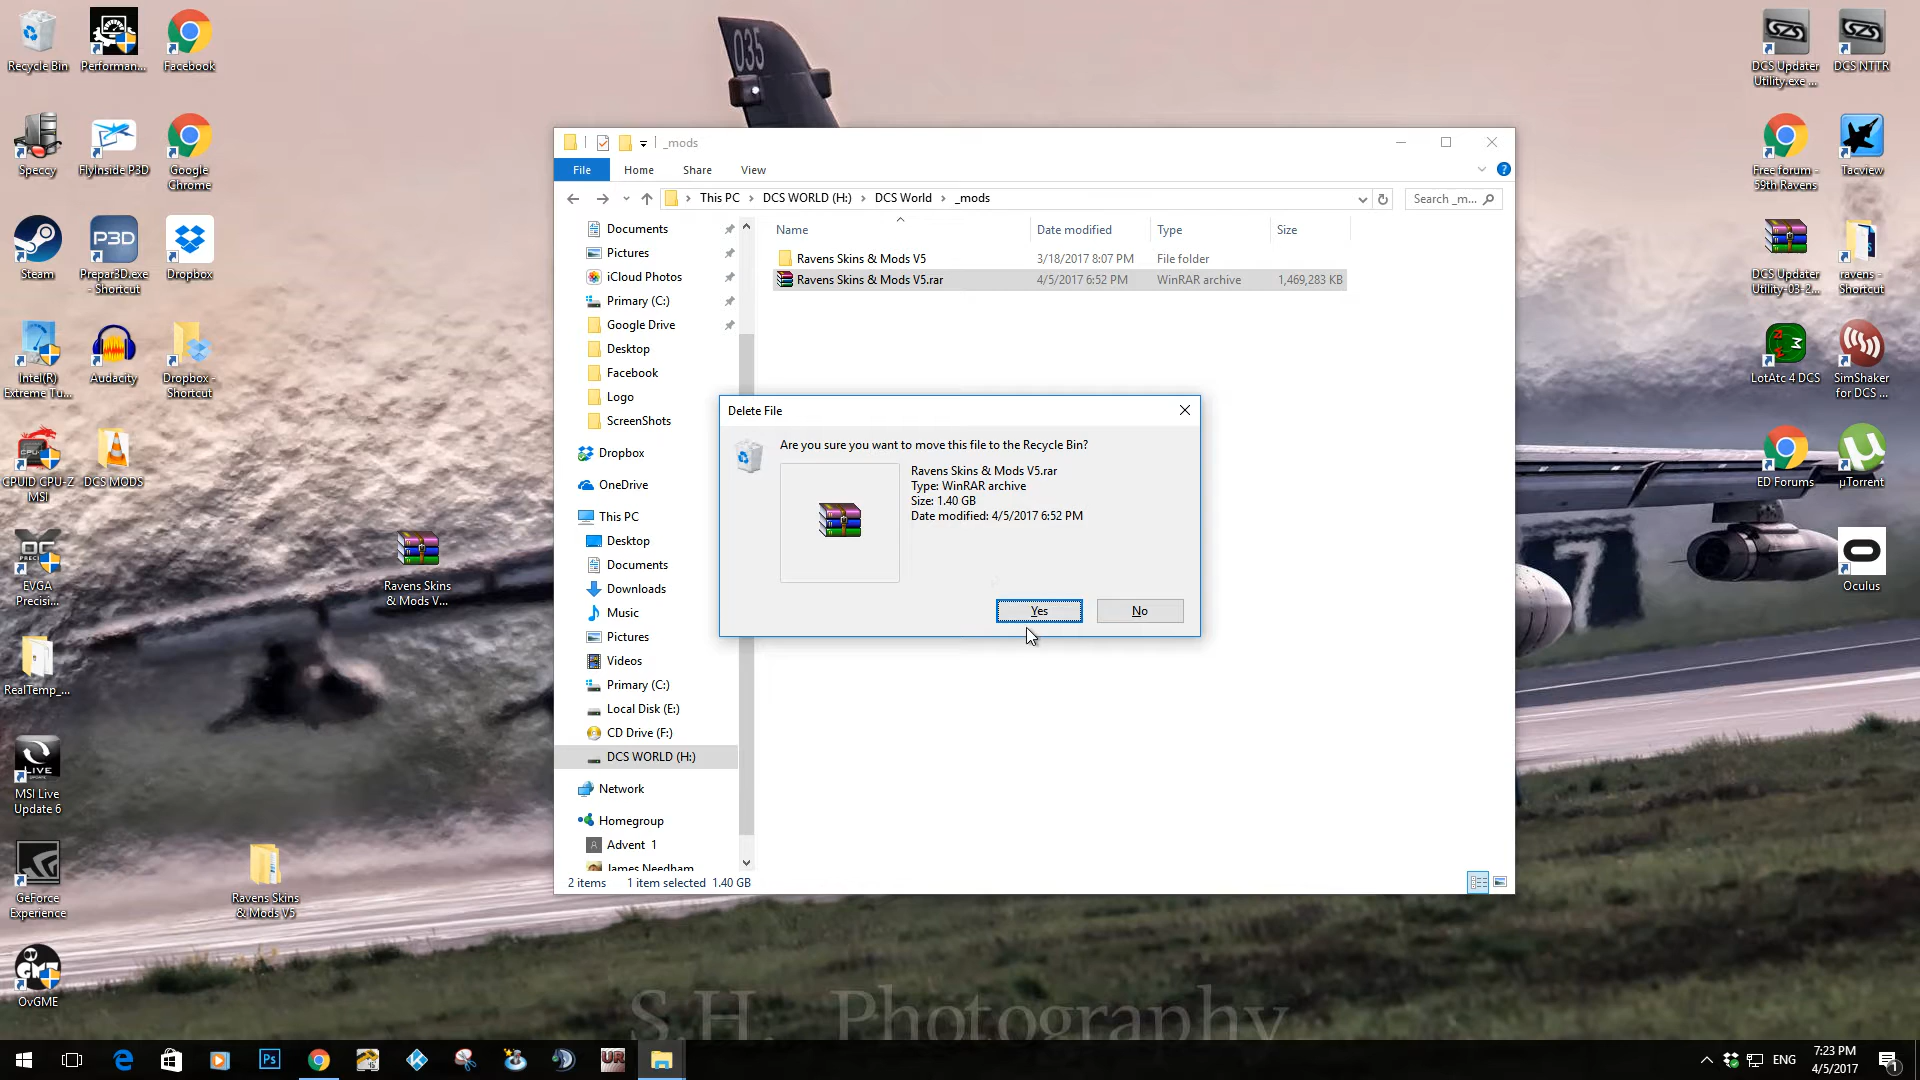 Recycle Bin
Performan...
Facebook
Speccy
FlyInside P3D
Google
Chrome
Steam
P3D
Prepar3D.exe
- Shortcut
Dropbox
Intel(R)
Extreme Tu...
Audacity
Dropbox -
Shortcut
CPUID CPU-Z
MSI
DCS MODS
EVGA
Precisi...
Ravens Skins
& Mods V...
RealTemp_...
LIVE
MSI Live
Update 6
GeForce
Experience
Ravens Skins
& Mods V5
OvGME
035
_mods
File
Home
Share
View
This PC
DCS WORLD (H:)
DCS World
_mods
Search _m...
Documents
Pictures
iCloud Photos
Primary (C:)
Google Drive
Desktop
Facebook
Logo
ScreenShots
Dropbox
OneDrive
This PC
Desktop
Documents
Downloads
Music
Pictures
Videos
Primary (C:)
Local Disk (E:)
CD Drive (F:)
DCS WORLD (H:)
Network
Homegroup
Advent 1
James Needham
Name Date modified Type Size
Ravens Skins & Mods V5 3/18/2017 8:07 PM File folder
Ravens Skins & Mods V5.rar 4/5/2017 6:52 PM WinRAR archive 1,469,283 KB
Delete File
Are you sure you want to move this file to the Recycle Bin?
Ravens Skins & Mods V5.rar
Type: WinRAR archive
Size: 1.40 GB
Date modified: 4/5/2017 6:52 PM
Yes
No
2 items 1 item selected 1.40 GB
DCS Updater
Utility.exe ...
DCS NTTR
Free forum -
59th Ravens
Tacview
DCS Updater
Utility-03-2...
ravens -
Shortcut
LotAtc 4 DCS
SimShaker
for DCS ...
ED Forums
µTorrent
Oculus
7
S.H. Photography
Ps
UR
ENG
7:23 PM
4/5/2017
1